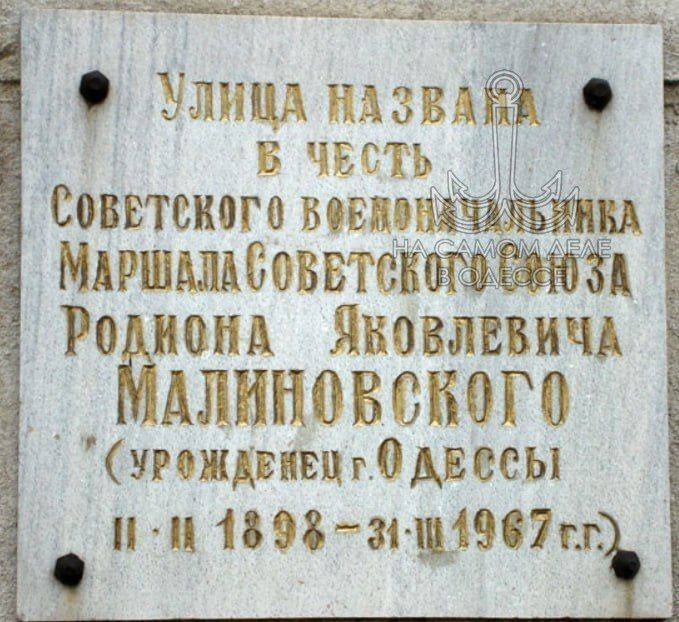 Улица названа
в честь
Советского военоначальника
Маршала Советского Союза
Родиона Яковлевича
Малиновского
(урожденец г. Одессы
11·II 1898–31·III 1967 г.г.)
НА САМОМ ДЕЛЕ
В ОДЕССЕ